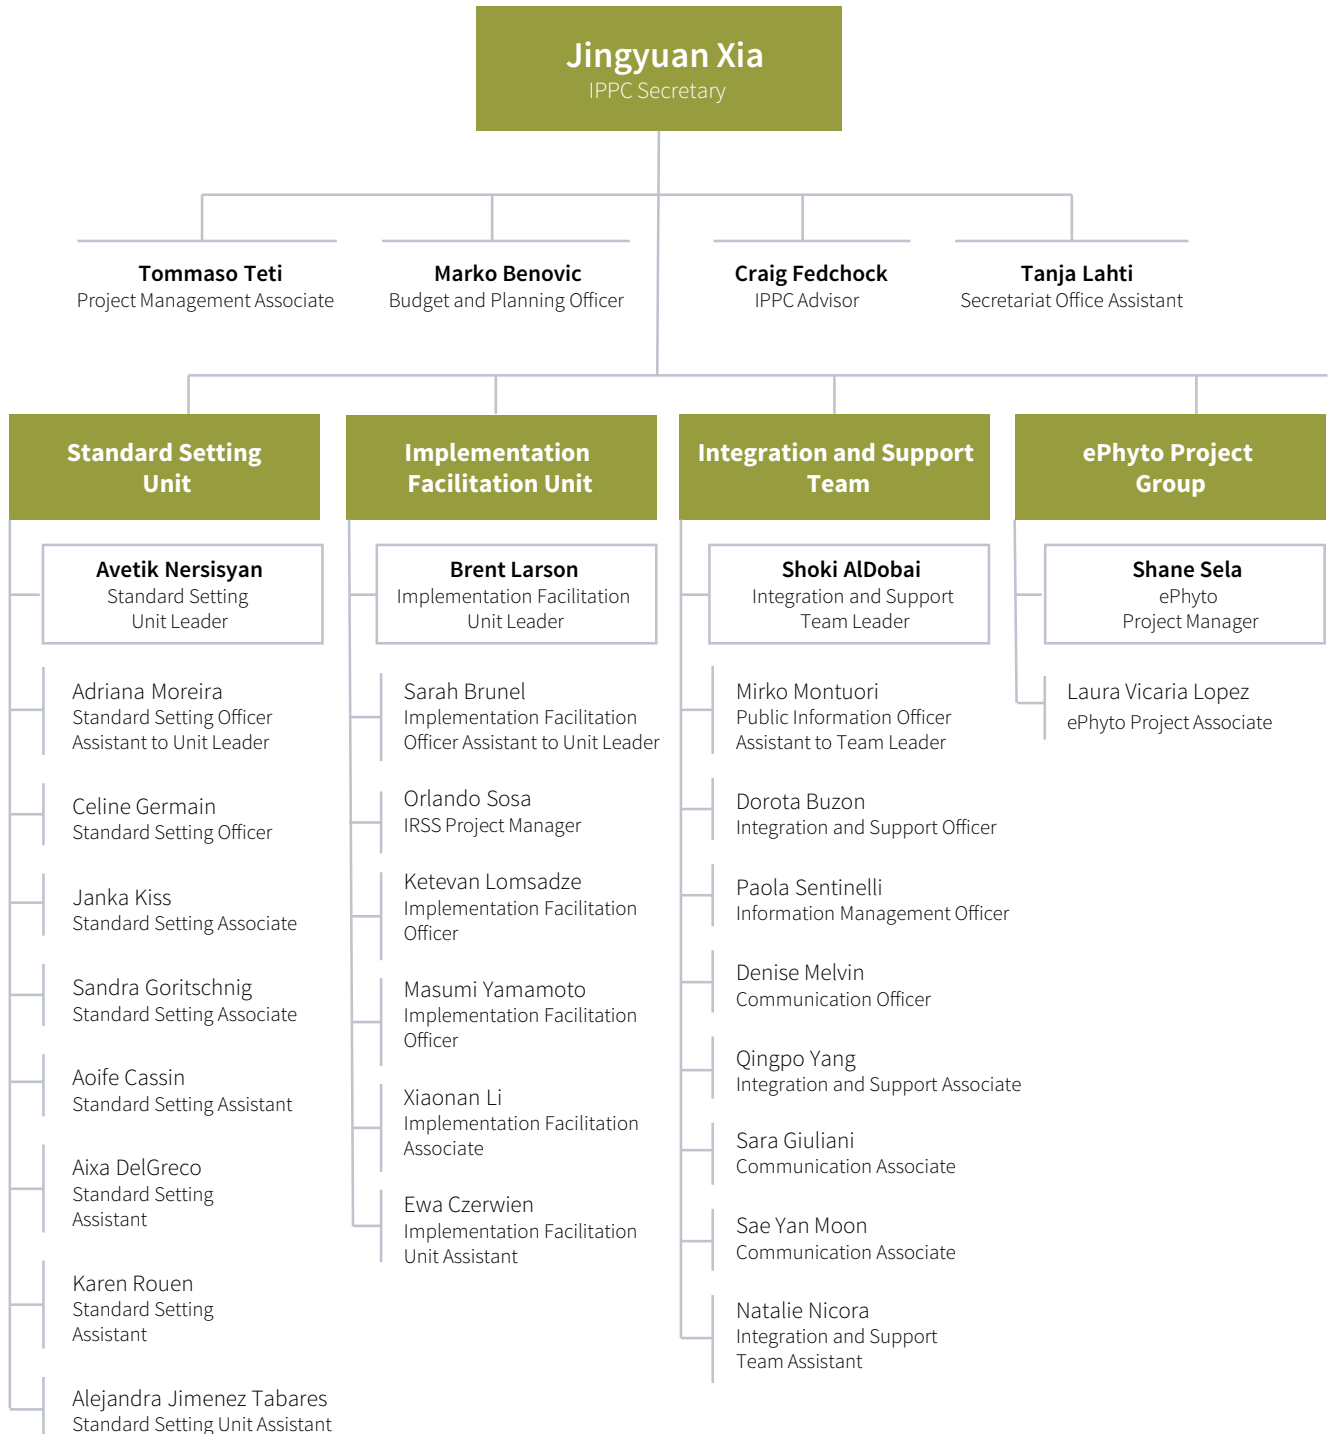 Jingyuan Xia
IPPC Secretary
Tommaso Teti
Project Management Associate
Marko Benovic
Budget and Planning Officer
Craig Fedchock
IPPC Advisor
Tanja Lahti
Secretariat Office Assistant
Standard Setting
Unit
Avetik Nersisyan
Standard Setting
Unit Leader
Adriana Moreira
Standard Setting Officer
Assistant to Unit Leader
Celine Germain
Standard Setting Officer
Janka Kiss
Standard Setting Associate
Sandra Goritschnig
Standard Setting Associate
Aoife Cassin
Standard Setting Assistant
Aixa DelGreco
Standard Setting
Assistant
Karen Rouen
Standard Setting
Assistant
Alejandra Jimenez Tabares
Standard Setting Unit Assistant
Implementation
Facilitation Unit
Brent Larson
Implementation Facilitation
Unit Leader
Sarah Brunel
Implementation Facilitation
Officer Assistant to Unit Leader
Orlando Sosa
IRSS Project Manager
Ketevan Lomsadze
Implementation Facilitation
Officer
Masumi Yamamoto
Implementation Facilitation
Officer
Xiaonan Li
Implementation Facilitation
Associate
Ewa Czerwien
Implementation Facilitation
Unit Assistant
Integration and Support
Team
Shoki AlDobai
Integration and Support
Team Leader
Mirko Montuori
Public Information Officer
Assistant to Team Leader
Dorota Buzon
Integration and Support Officer
Paola Sentinelli
Information Management Officer
Denise Melvin
Communication Officer
Qingpo Yang
Integration and Support Associate
Sara Giuliani
Communication Associate
Sae Yan Moon
Communication Associate
Natalie Nicora
Integration and Support
Team Assistant
ePhyto Project
Group
Shane Sela
ePhyto
Project Manager
Laura Vicaria Lopez
ePhyto Project Associate